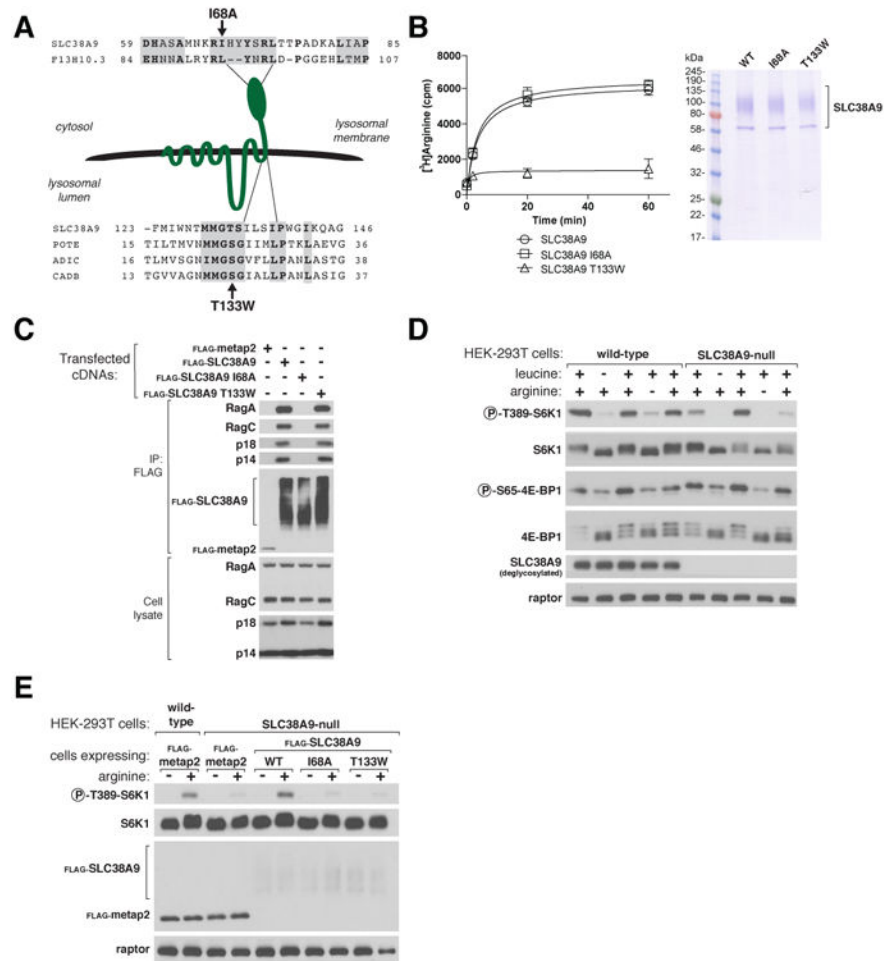 A
I68A
SLC38A9 59 DHASAMNKRIHYYSRLTTPADKALIAP 85
F13H10.3 84 EHNNALRYRL--YNRLD-PGGEHLTMP 107
cytosol
lysosomal membrane
lysosomal lumen
SLC38A9 123 -FMIWNTMMGTSILSIPWGIKQAG 146
POTE 15 TILTMVNMMGSGIIMLPTKLAEVG 36
ADIC 16 TLMVSGNIMGSGVFLLPANLASTG 38
CADB 13 TGVVAGNMMGSGIALLPANLASIG 37
T133W
B
[³H]Arginine (cpm)
8000
6000
4000
2000
0
0 20 40 60
Time (min)
SLC38A9
SLC38A9 I68A
SLC38A9 T133W
kDa WT I68A T133W
245-
190-
135-
100-
80-
58-
46-
32-
25-
22-
17-
SLC38A9
C
Transfected cDNAs:
FLAG-metap2 + - - -
FLAG-SLC38A9 - + - -
FLAG-SLC38A9 I68A - - + -
FLAG-SLC38A9 T133W - - - +
IP: FLAG
RagA
RagC
p18
p14
FLAG-SLC38A9
FLAG-metap2
Cell lysate
RagA
RagC
p18
p14
D
HEK-293T cells: wild-type SLC38A9-null
leucine: + - + + + + - + + +
arginine: + + + - + + + + - +
Ⓟ-T389-S6K1
S6K1
Ⓟ-S65-4E-BP1
4E-BP1
SLC38A9
(deglycosylated)
raptor
E
HEK-293T cells: wild-type SLC38A9-null
cells expressing: FLAG-metap2 FLAG-metap2 FLAG-SLC38A9
WT I68A T133W
arginine: - + - + - + - + - +
Ⓟ-T389-S6K1
S6K1
FLAG-SLC38A9
FLAG-metap2
raptor